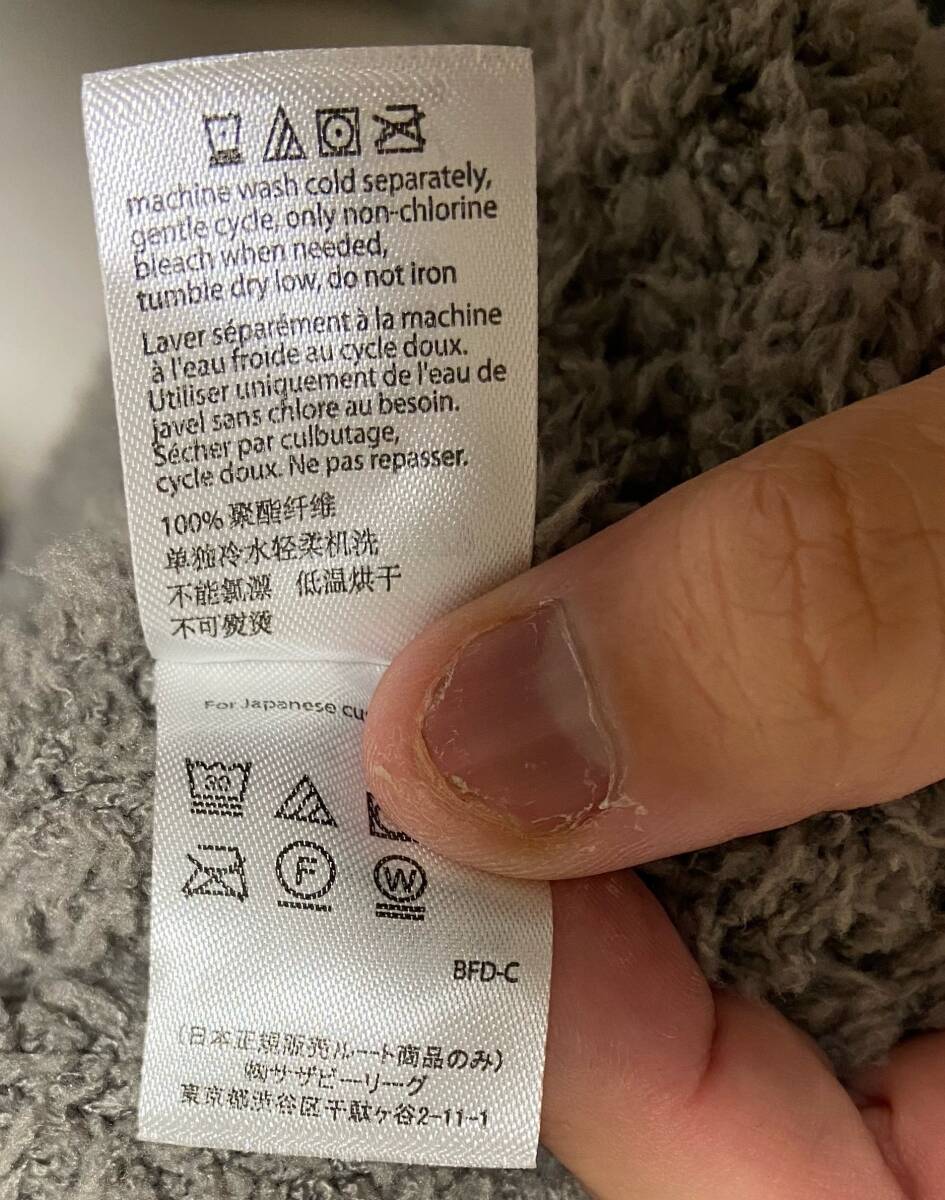 machine wash cold separately,
gentle cycle, only non-chlorine
bleach when needed,
tumble dry low, do not iron
Laver séparément à la machine
à l'eau froide au cycle doux.
Utiliser uniquement de l'eau de
javel sans chlore au besoin.
Sécher par culbutage,
cycle doux. Ne pas repasser.
100% 聚酯纤维
单独冷水轻柔机洗
不能氯漂 低温烘干
不可熨烫
For Japanese
30
F W
BFD-C
(日本正規販売ルート商品のみ)
㈱サザビーリーグ
東京都渋谷区千駄ヶ谷2-11-1